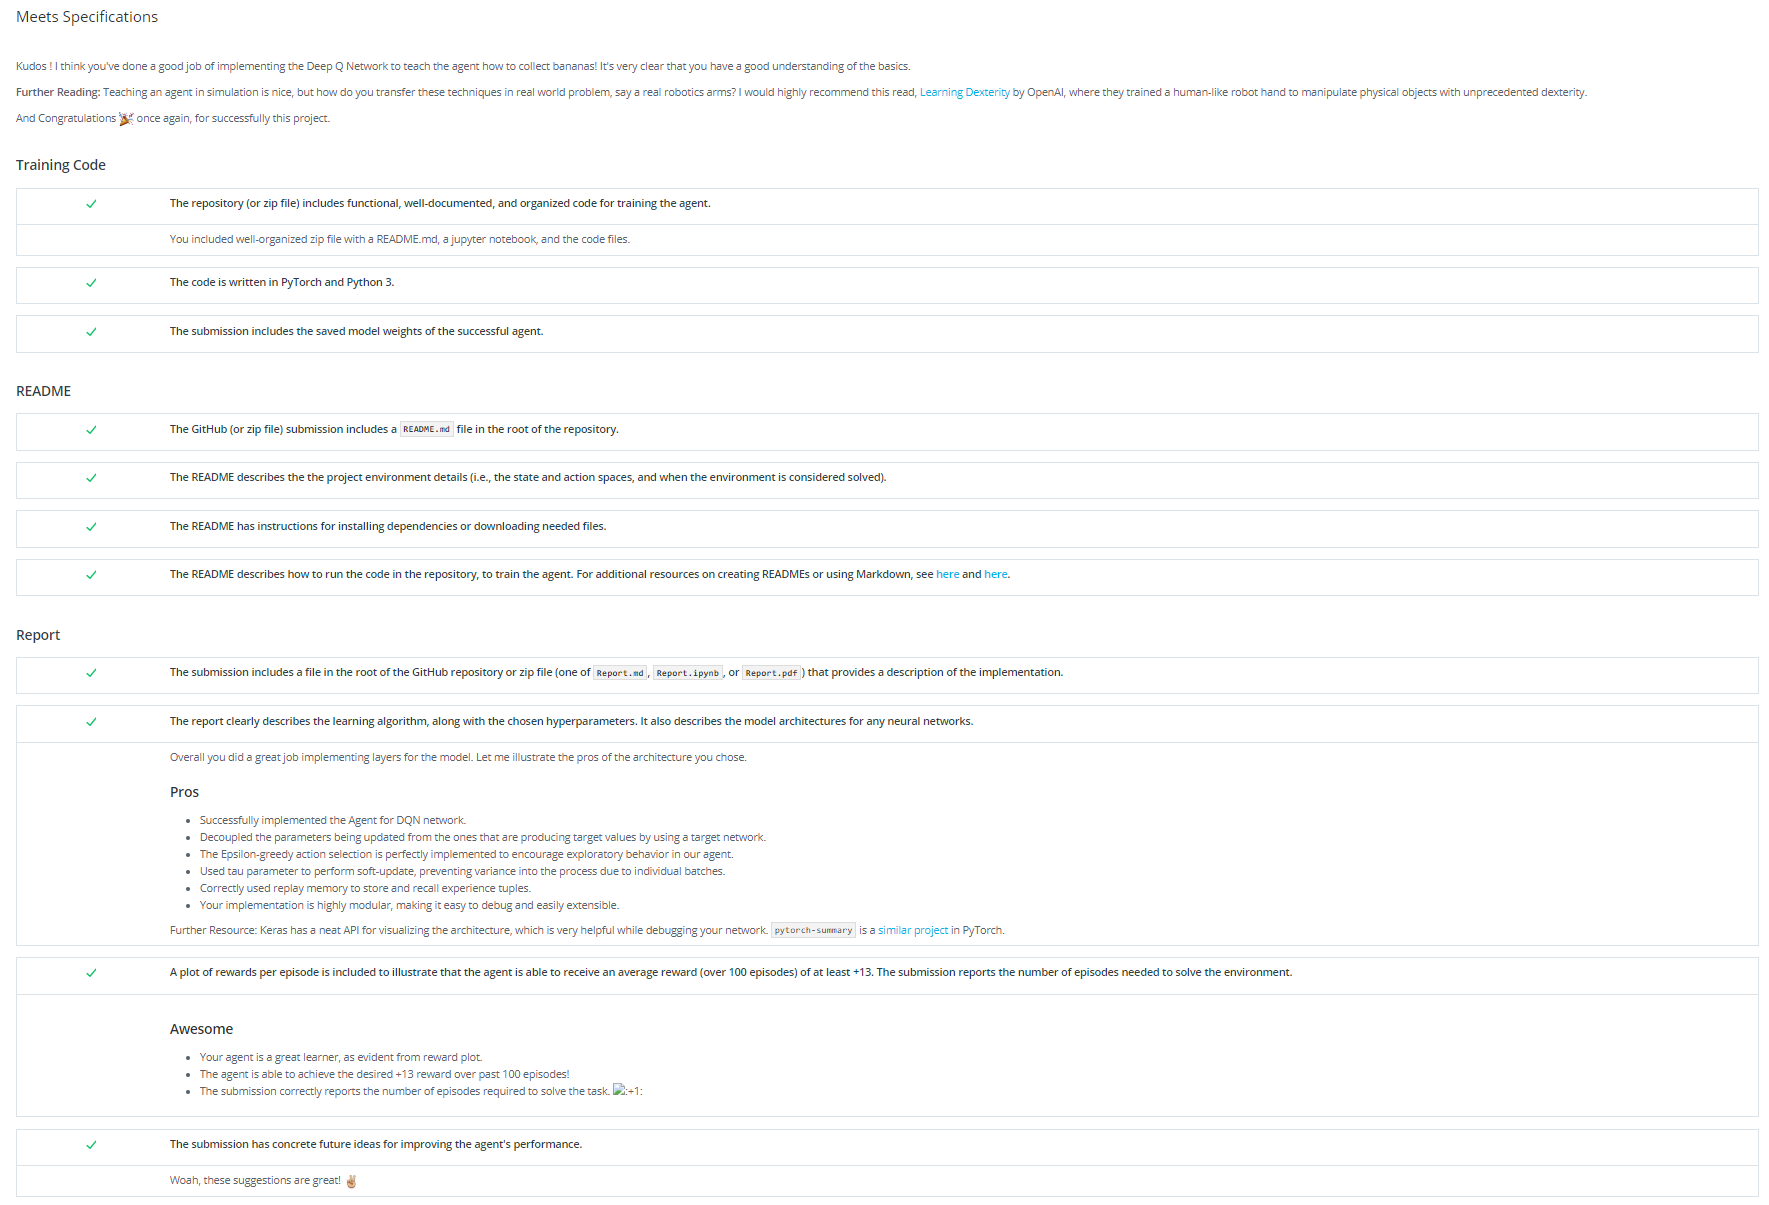 Meets Specifications
Kudos ! I think you've done a good job of implementing the Deep Q Network to teach the agent how to collect bananas! It's very clear that you have a good understanding of the basics.
Further Reading: Teaching an agent in simulation is nice, but how do you transfer these techniques in real world problem, say a real robotics arms? I would highly recommend this read, Learning Dexterity by OpenAI, where they trained a human-like robot hand to manipulate physical objects with unprecedented dexterity.
And Congratulations 🎉 once again, for successfully this project.
Training Code
The repository (or zip file) includes functional, well-documented, and organized code for training the agent.
You included well-organized zip file with a README.md, a jupyter notebook, and the code files.
The code is written in PyTorch and Python 3.
The submission includes the saved model weights of the successful agent.
README
The GitHub (or zip file) submission includes a README.md file in the root of the repository.
The README describes the the project environment details (i.e., the state and action spaces, and when the environment is considered solved).
The README has instructions for installing dependencies or downloading needed files.
The README describes how to run the code in the repository, to train the agent. For additional resources on creating READMEs or using Markdown, see here and here.
Report
The submission includes a file in the root of the GitHub repository or zip file (one of Report.md, Report.ipynb, or Report.pdf) that provides a description of the implementation.
The report clearly describes the learning algorithm, along with the chosen hyperparameters. It also describes the model architectures for any neural networks.
Overall you did a great job implementing layers for the model. Let me illustrate the pros of the architecture you chose.
Pros
• Successfully implemented the Agent for DQN network.
• Decoupled the parameters being updated from the ones that are producing target values by using a target network.
• The Epsilon-greedy action selection is perfectly implemented to encourage exploratory behavior in our agent.
• Used tau parameter to perform soft-update, preventing variance into the process due to individual batches.
• Correctly used replay memory to store and recall experience tuples.
• Your implementation is highly modular, making it easy to debug and easily extensible.
Further Resource: Keras has a neat API for visualizing the architecture, which is very helpful while debugging your network. pytorch-summary is a similar project in PyTorch.
A plot of rewards per episode is included to illustrate that the agent is able to receive an average reward (over 100 episodes) of at least +13. The submission reports the number of episodes needed to solve the environment.
Awesome
• Your agent is a great learner, as evident from reward plot.
• The agent is able to achieve the desired +13 reward over past 100 episodes!
• The submission correctly reports the number of episodes required to solve the task. :+1:
The submission has concrete future ideas for improving the agent's performance.
Woah, these suggestions are great! ✌